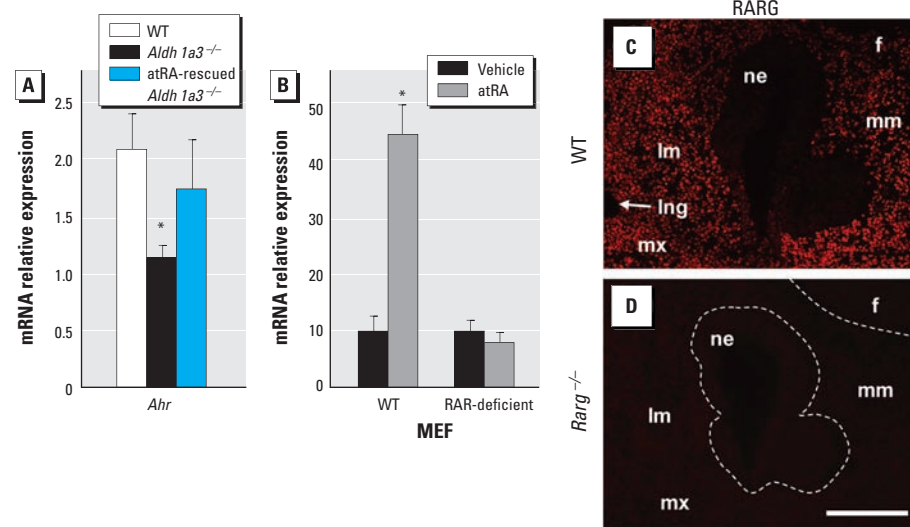 A
WT
Aldh 1a3−/−
atRA-rescued
Aldh 1a3−/−
mRNA relative expression
2.5
2.0
1.5
1.0
0.5
0
Ahr
B
Vehicle
atRA
mRNA relative expression
50
40
30
20
10
0
*
*
WT
RAR-deficient
MEF
RARG
C
WT
f
ne
mm
lm
lng
mx
D
Rarg−/−
f
ne
mm
lm
mx